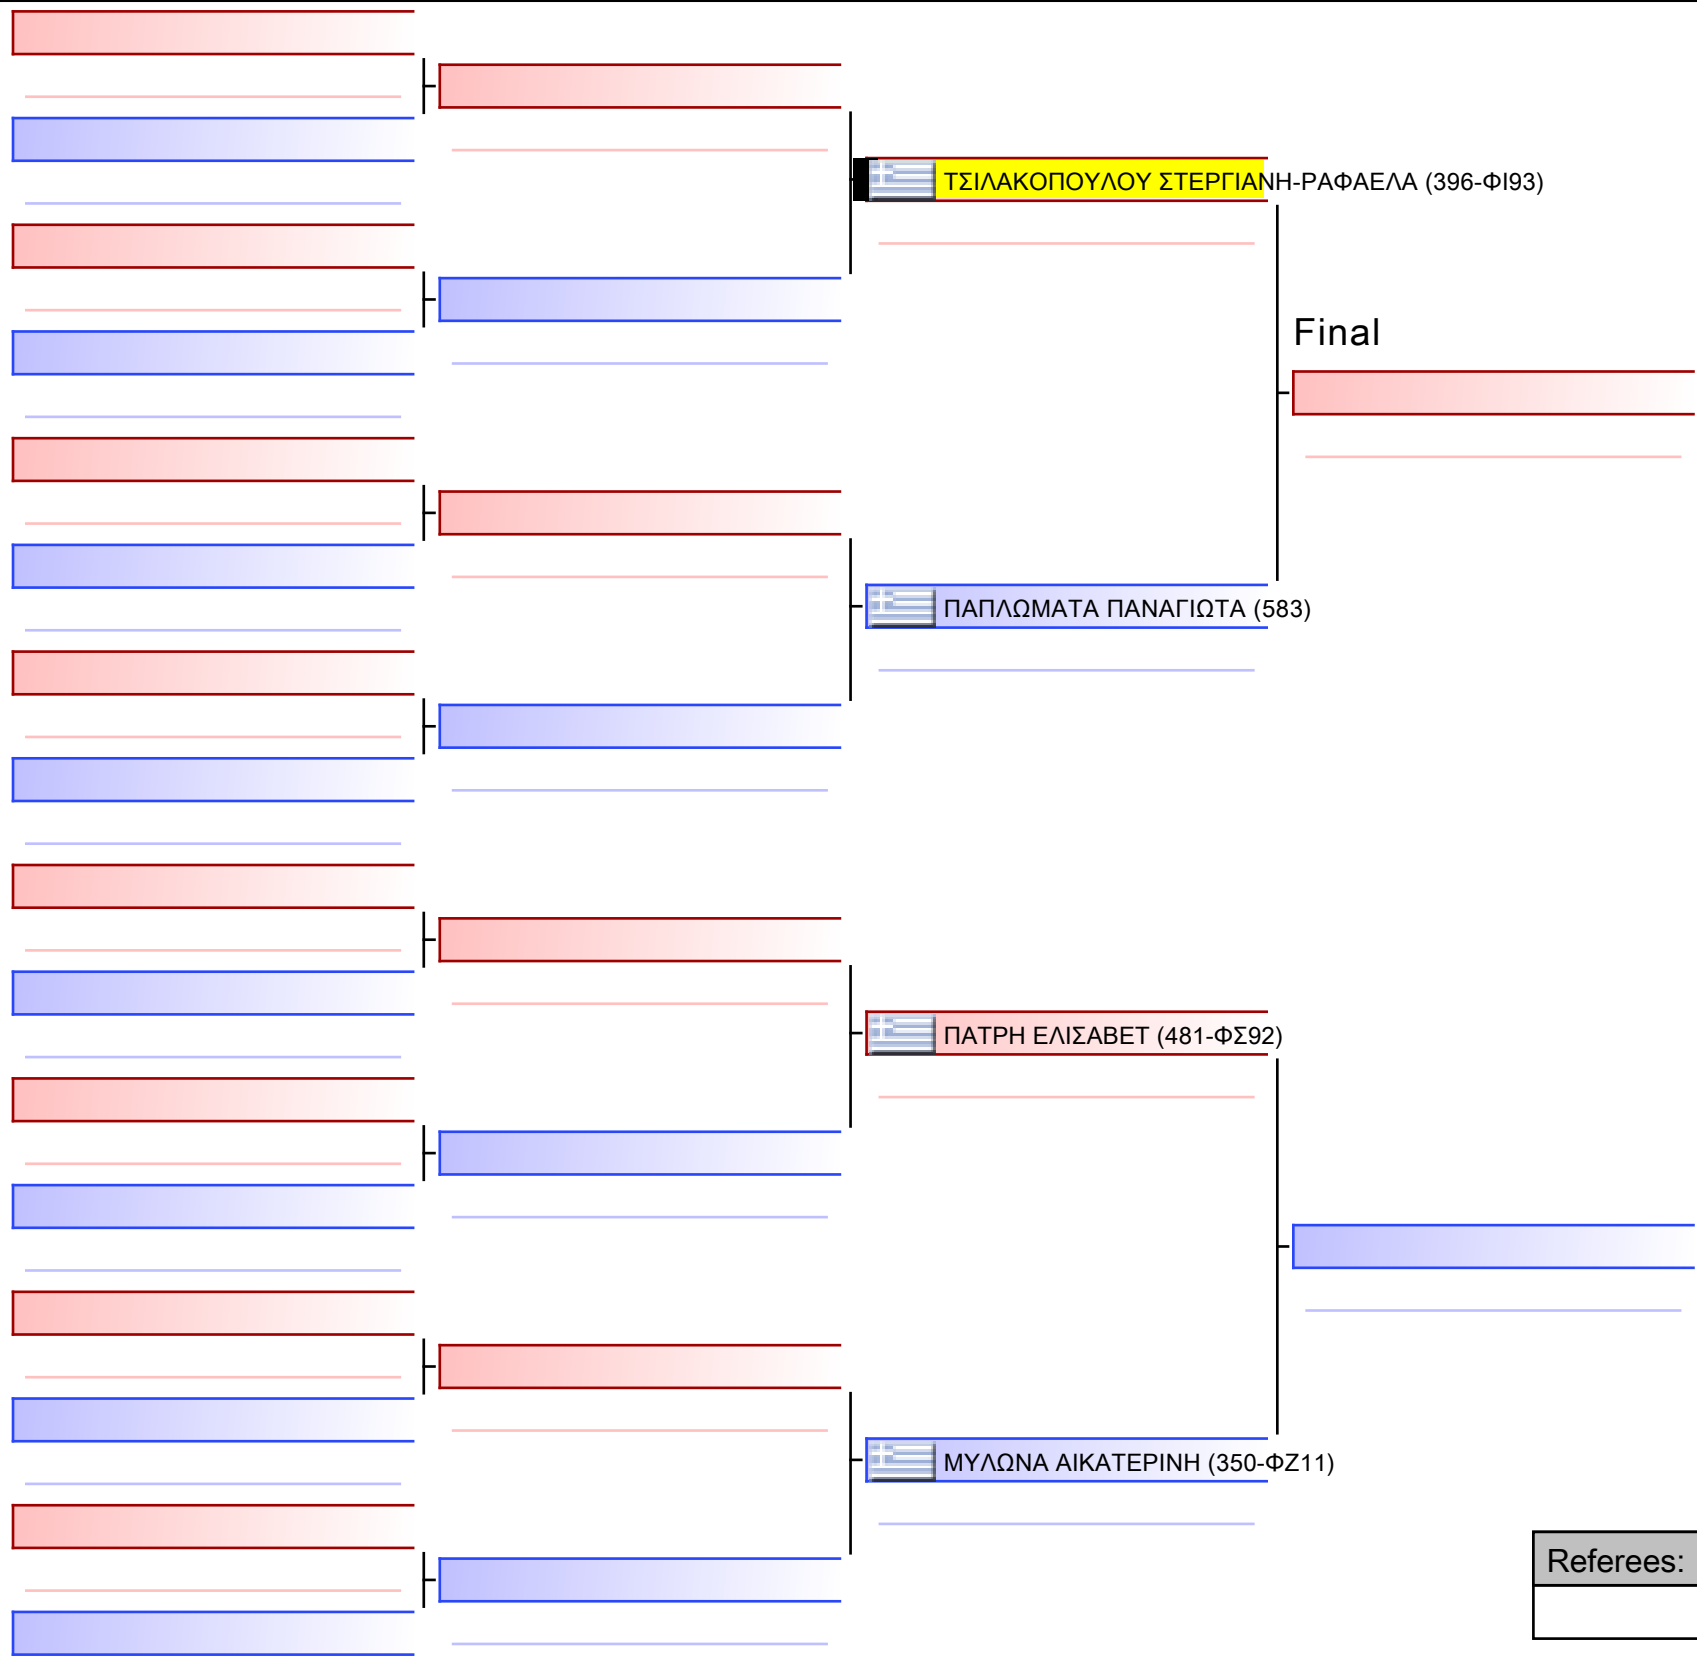 ΤΣΙΛΑΚΟΠΟΥΛΟΥ ΣΤΕΡΓΙΑΝΗ-ΡΑΦΑΕΛΑ (396-ΦΙ93)
Final
ΠΑΠΛΩΜΑΤΑ ΠΑΝΑΓΙΩΤΑ (583)
ΠΑΤΡΗ ΕΛΙΣΑΒΕΤ (481-ΦΣ92)
ΜΥΛΩΝΑ ΑΙΚΑΤΕΡΙΝΗ (350-ΦΖ11)
Referees: